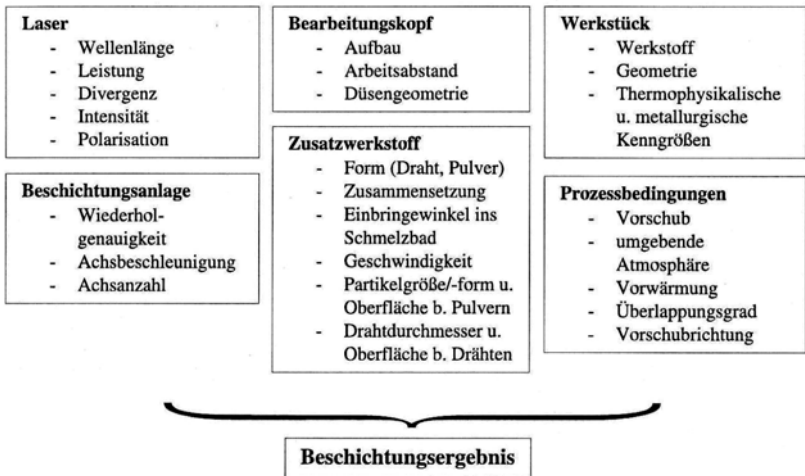 Laser
- Wellenlänge
- Leistung
- Divergenz
- Intensität
- Polarisation
Beschichtungsanlage
- Wiederhol-
genauigkeit
- Achsbeschleunigung
- Achsanzahl
Bearbeitungskopf
- Aufbau
- Arbeitsabstand
- Düsengeometrie
Zusatzwerkstoff
- Form (Draht, Pulver)
- Zusammensetzung
- Einbringewinkel ins
Schmelzbad
- Geschwindigkeit
- Partikelgröße/-form u.
Oberfläche b. Pulvern
- Drahtdurchmesser u.
Oberfläche b. Drähten
Werkstück
- Werkstoff
- Geometrie
- Thermophysikalische
u. metallurgische
Kenngrößen
Prozessbedingungen
- Vorschub
- umgebende
Atmosphäre
- Vorwärmung
- Überlappungsgrad
- Vorschubrichtung
Beschichtungsergebnis